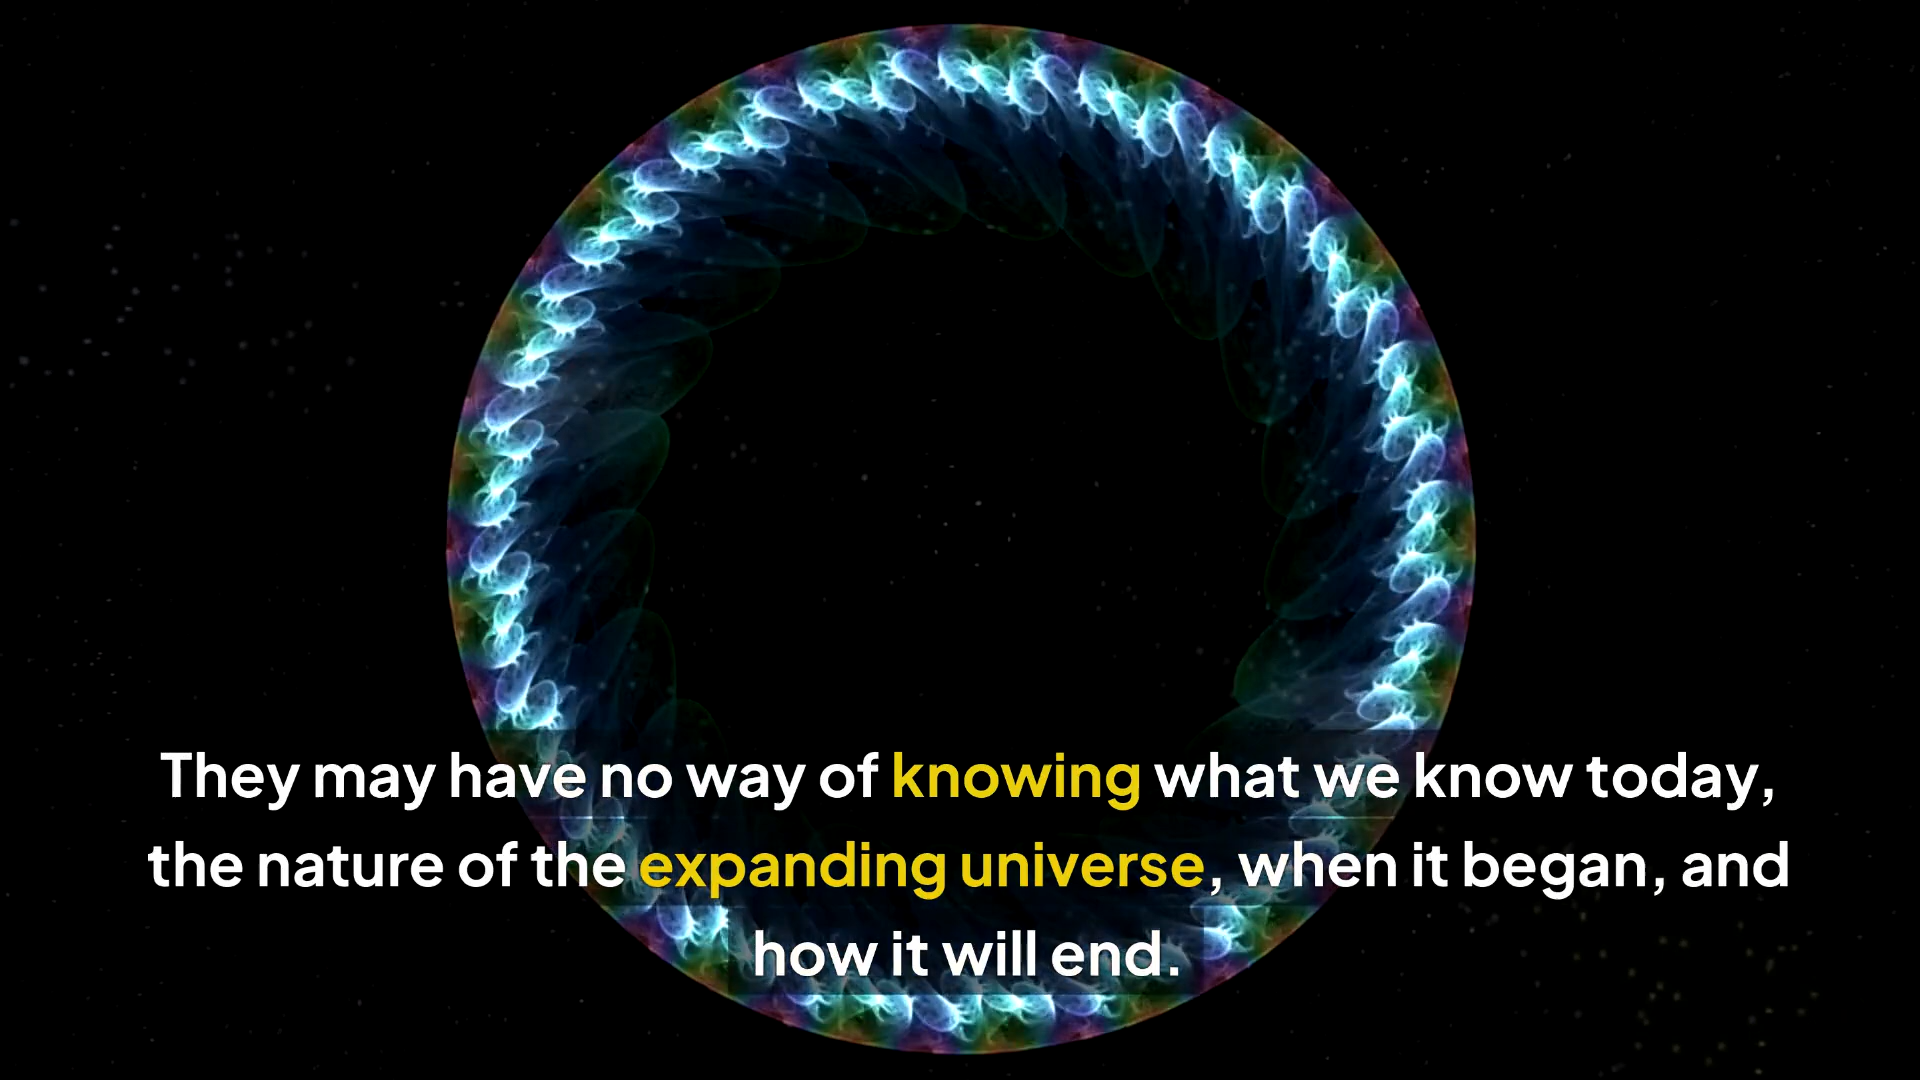 They may have no way of knowing what we know today,
the nature of the expanding universe, when it began, and
how it will end.